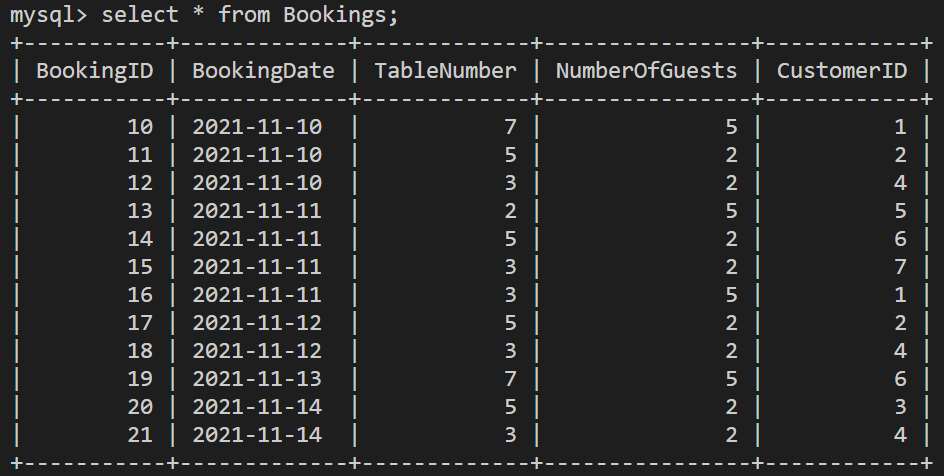 mysql> select * from Bookings;
+-----------+-------------+-------------+----------------+------------+
| BookingID | BookingDate | TableNumber | NumberOfGuests | CustomerID |
+-----------+-------------+-------------+----------------+------------+
|        10 | 2021-11-10  |           7 |              5 |          1 |
|        11 | 2021-11-10  |           5 |              2 |          2 |
|        12 | 2021-11-10  |           3 |              2 |          4 |
|        13 | 2021-11-11  |           2 |              5 |          5 |
|        14 | 2021-11-11  |           5 |              2 |          6 |
|        15 | 2021-11-11  |           3 |              2 |          7 |
|        16 | 2021-11-11  |           3 |              5 |          1 |
|        17 | 2021-11-12  |           5 |              2 |          2 |
|        18 | 2021-11-12  |           3 |              2 |          4 |
|        19 | 2021-11-13  |           7 |              5 |          6 |
|        20 | 2021-11-14  |           5 |              2 |          3 |
|        21 | 2021-11-14  |           3 |              2 |          4 |
+-----------+-------------+-------------+----------------+------------+